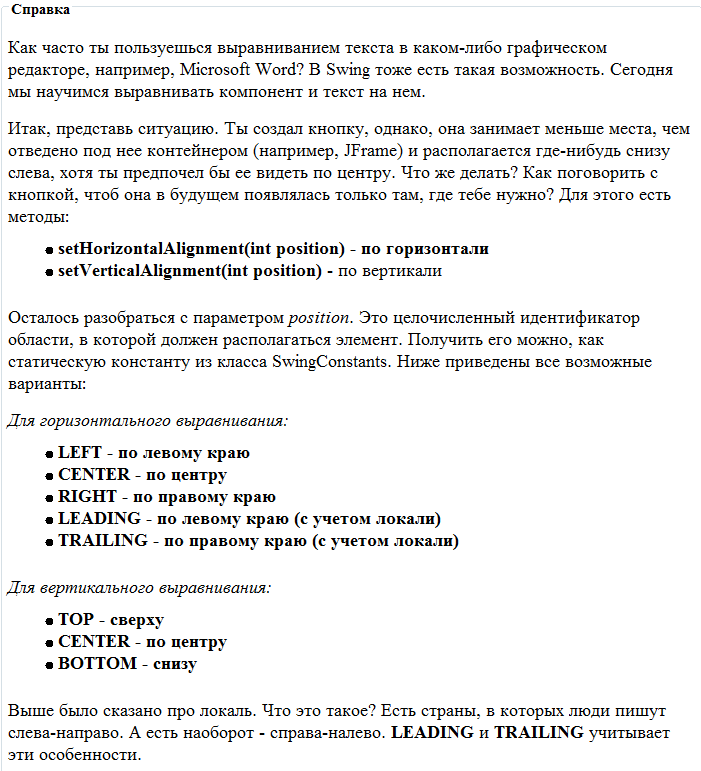 Справка
Как часто ты пользуешься выравниванием текста в каком-либо графическом
редакторе, например, Microsoft Word? В Swing тоже есть такая возможность. Сегодня
мы научимся выравнивать компонент и текст на нем.
Итак, представь ситуацию. Ты создал кнопку, однако, она занимает меньше места, чем
отведено под нее контейнером (например, JFrame) и располагается где-нибудь снизу
слева, хотя ты предпочел бы ее видеть по центру. Что же делать? Как поговорить с
кнопкой, чтоб она в будущем появлялась только там, где тебе нужно? Для этого есть
методы:
● setHorizontalAlignment(int position) - по горизонтали
● setVerticalAlignment(int position) - по вертикали
Осталось разобраться с параметром position. Это целочисленный идентификатор
области, в которой должен располагаться элемент. Получить его можно, как
статическую константу из класса SwingConstants. Ниже приведены все возможные
варианты:
Для горизонтального выравнивания:
● LEFT - по левому краю
● CENTER - по центру
● RIGHT - по правому краю
● LEADING - по левому краю (с учетом локали)
● TRAILING - по правому краю (с учетом локали)
Для вертикального выравнивания:
● TOP - сверху
● CENTER - по центру
● BOTTOM - снизу
Выше было сказано про локаль. Что это такое? Есть страны, в которых люди пишут
слева-направо. А есть наоборот - справа-налево. LEADING и TRAILING учитывает
эти особенности.